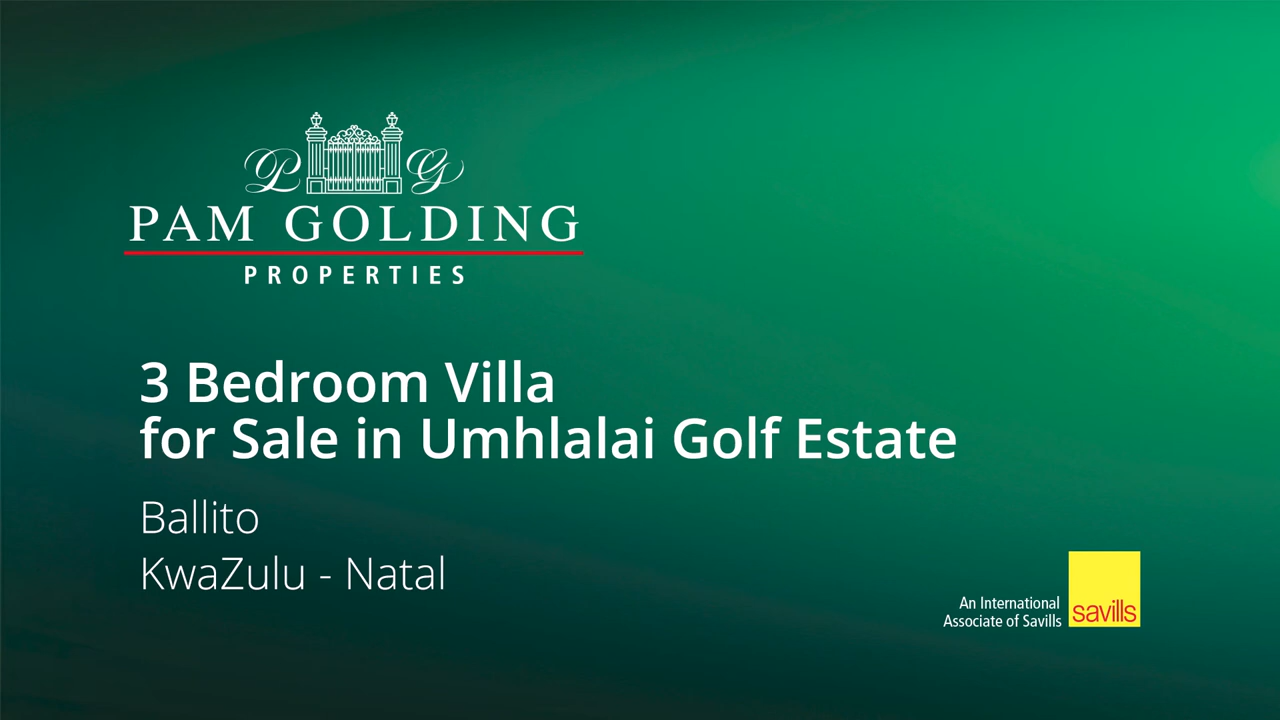 P G
PAM GOLDING
PROPERTIES
3 Bedroom Villa
for Sale in Umhlalai Golf Estate
Ballito
KwaZulu - Natal
An International
Associate of Savills
savills